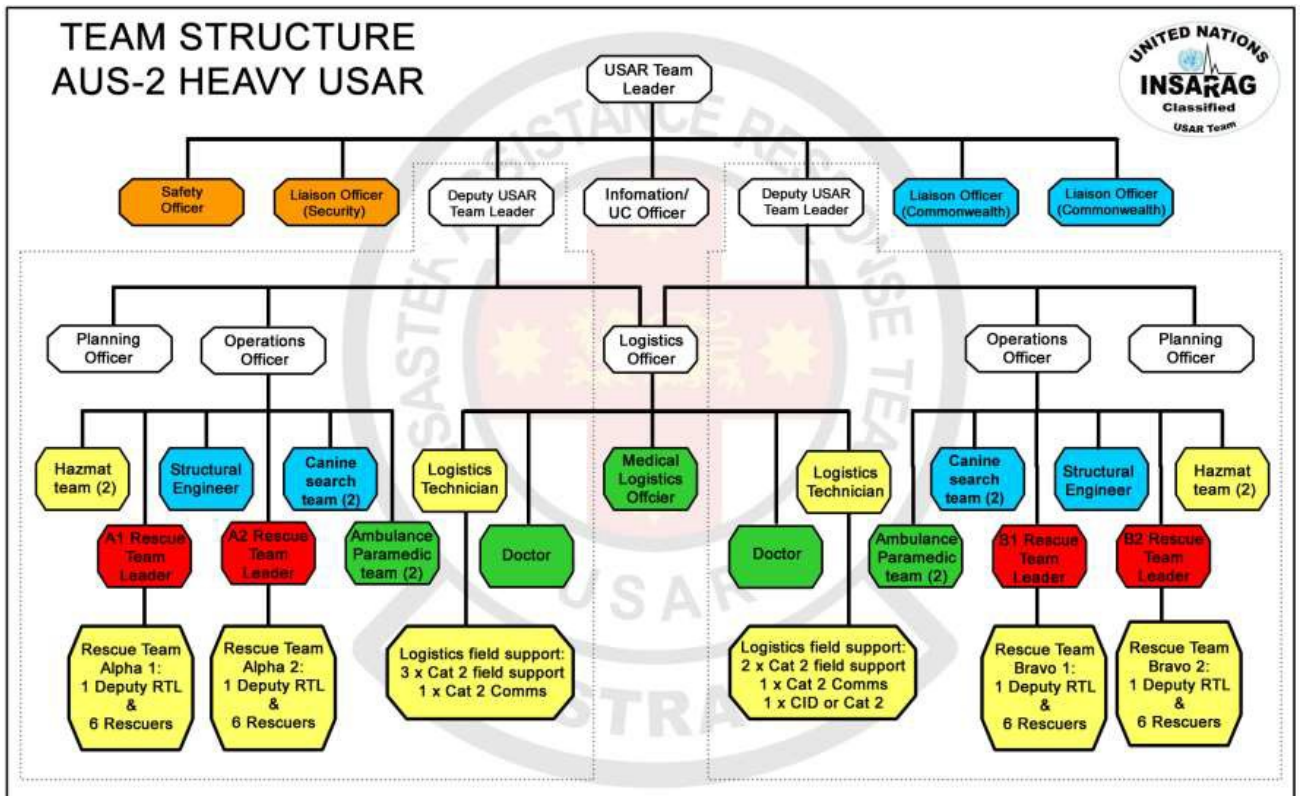 TEAM STRUCTURE
AUS-2 HEAVY USAR
UNITED NATIONS
INSARAG
Classified
USAR Team
USAR Team
Leader
Safety
Officer
Liaison Officer
(Security)
Deputy USAR
Team Leader
Infomation/
UC Officer
Deputy USAR
Team Leader
Liaison Officer
(Commonwealth)
Liaison Officer
(Commonwealth)
Planning
Officer
Operations
Officer
Logistics
Officer
Operations
Officer
Planning
Officer
Hazmat
team (2)
Structural
Engineer
Canine
search
team (2)
Logistics
Technician
Medical
Logistics
Offcier
Logistics
Technician
Canine
search
team (2)
Structural
Engineer
Hazmat
team (2)
A1 Rescue
Team
Leader
A2 Rescue
Team
Leader
Ambulance
Paramedic
team (2)
Doctor
Doctor
Ambulance
Paramedic
team (2)
B1 Rescue
Team
Leader
B2 Rescue
Team
Leader
Rescue Team
Alpha 1:
1 Deputy RTL
&
6 Rescuers
Rescue Team
Alpha 2:
1 Deputy RTL
&
6 Rescuers
Logistics field support:
3 x Cat 2 field support
1 x Cat 2 Comms
Logistics field support:
2 x Cat 2 field support
1 x Cat 2 Comms
1 x CID or Cat 2
Rescue Team
Bravo 1:
1 Deputy RTL
&
6 Rescuers
Rescue Team
Bravo 2:
1 Deputy RTL
&
6 Rescuers
USAR